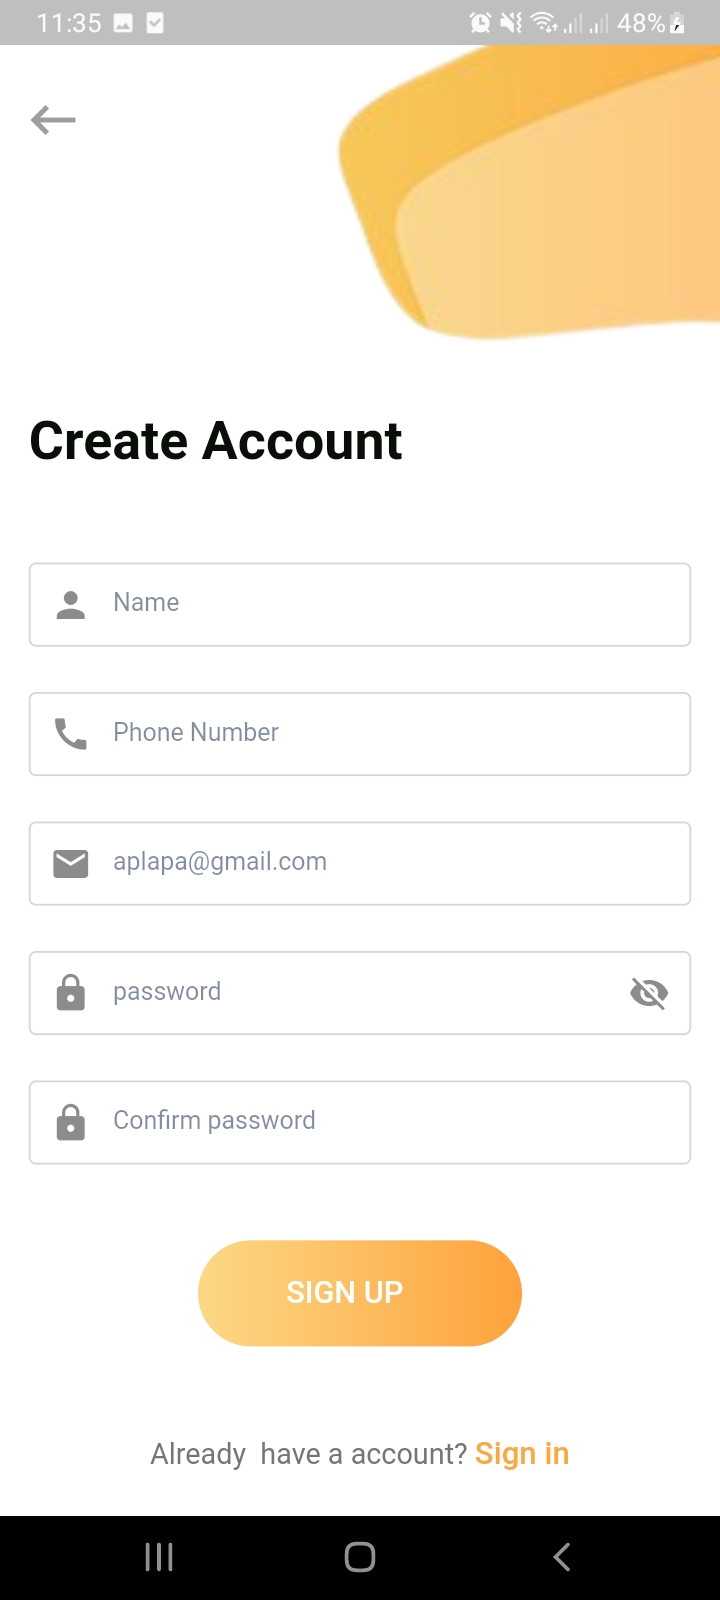 11:35 48%
Create Account
Name
Phone Number
aplapa@gmail.com
password
Confirm password
SIGN UP
Already  have a account? Sign in